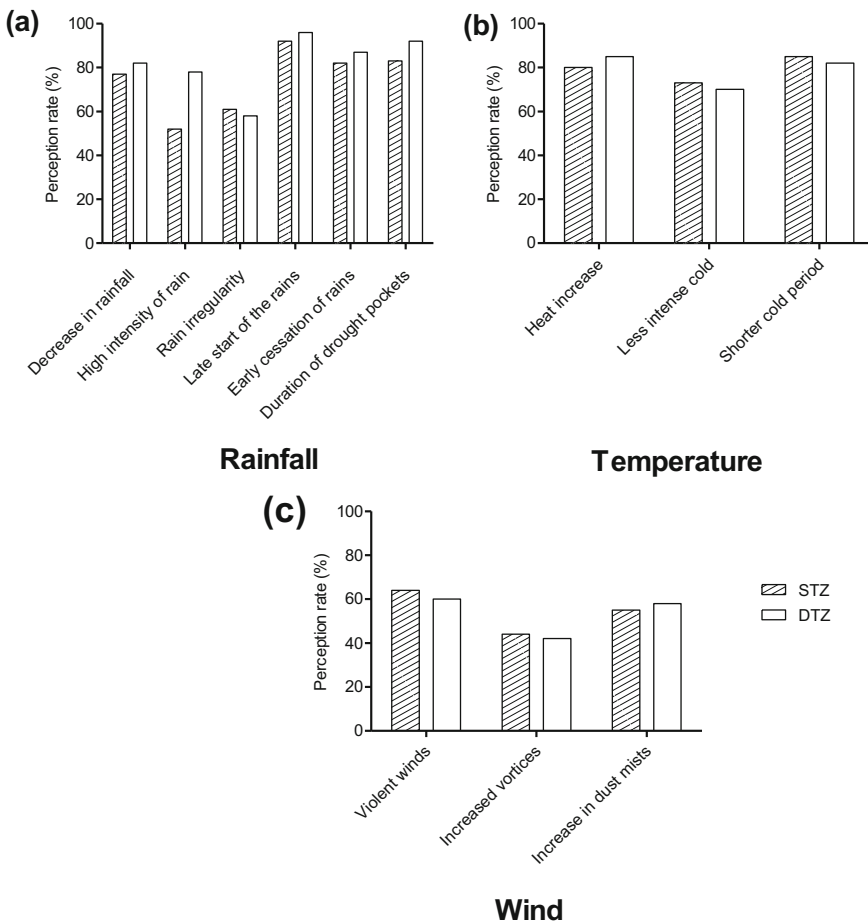 (a)
Perception rate (%)
100
80
60
40
20
0
Decrease in rainfall
High intensity of rain
Rain irregularity
Late start of the rains
Early cessation of rains
Duration of drought pockets
Rainfall
(b)
Perception rate (%)
100
80
60
40
20
0
Heat increase
Less intense cold
Shorter cold period
Temperature
(c)
Perception rate (%)
100
80
60
40
20
0
Violent winds
Increased vortices
Increase in dust mists
Wind
STZ
DTZ